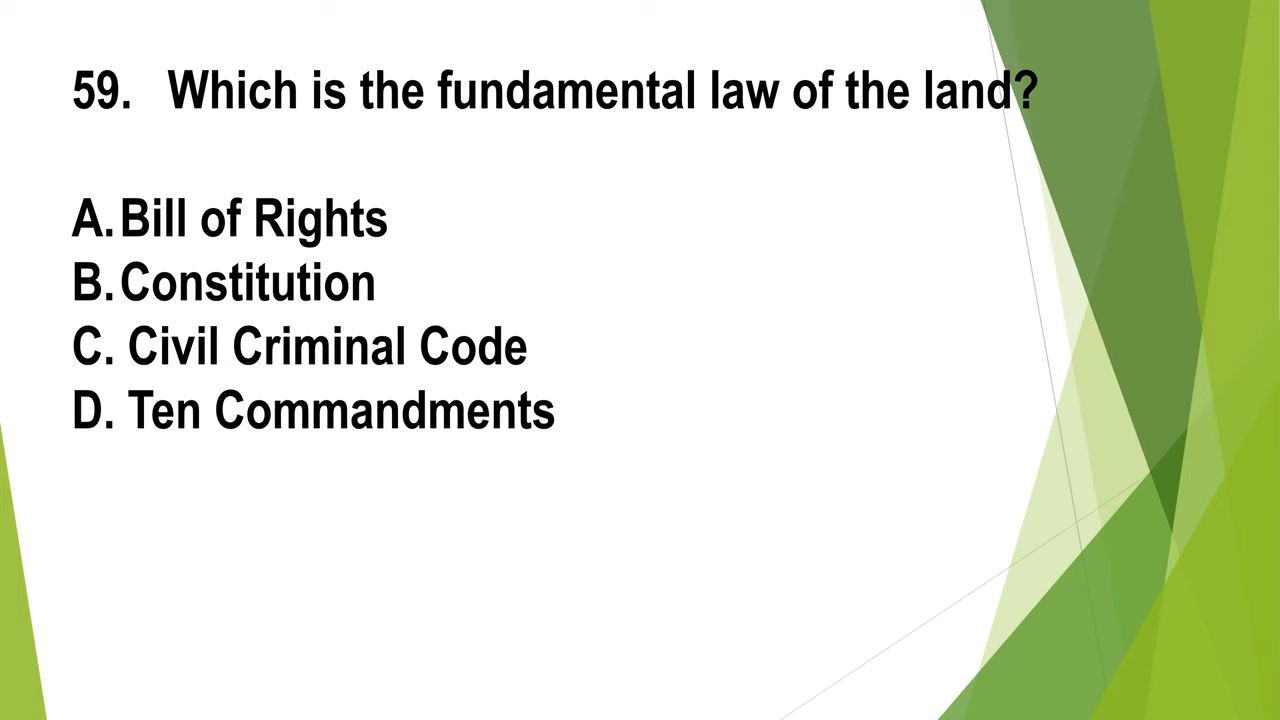 59. Which is the fundamental law of the land?
A. Bill of Rights
B. Constitution
C. Civil Criminal Code
D. Ten Commandments